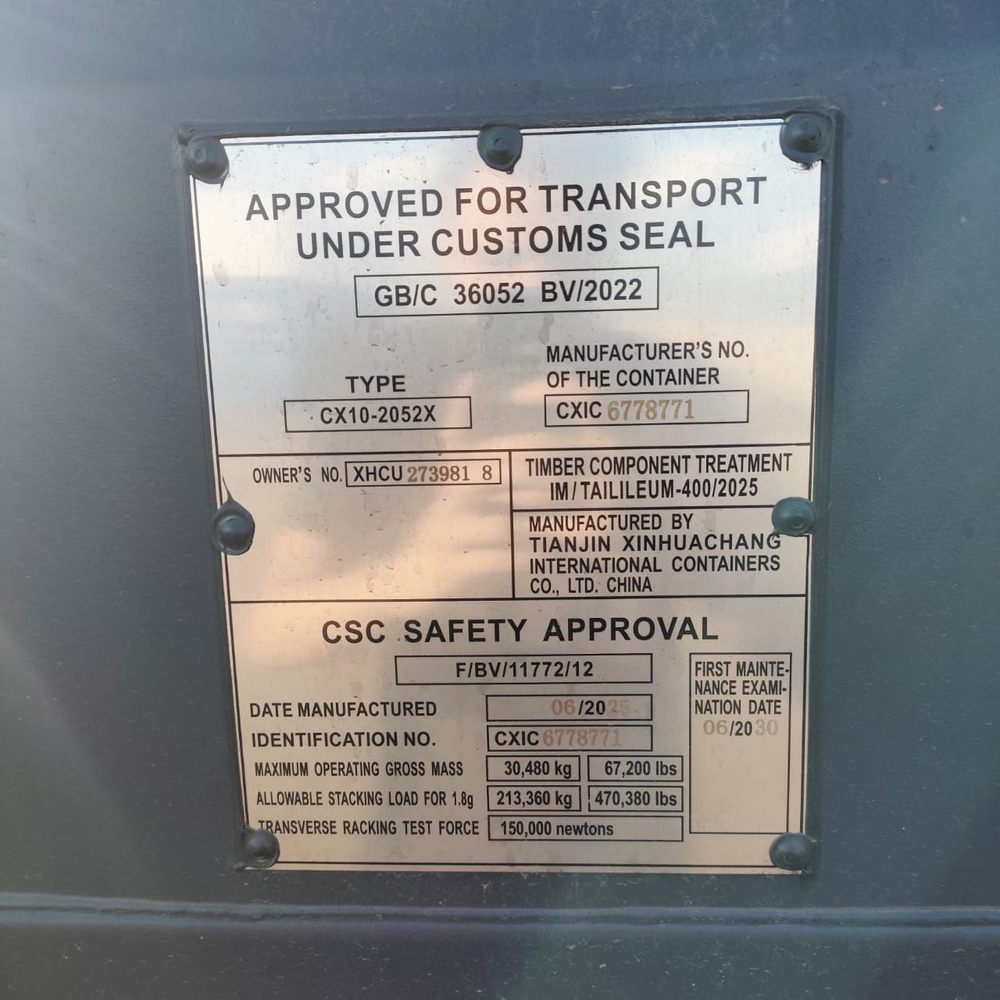 APPROVED FOR TRANSPORT
UNDER CUSTOMS SEAL
GB/C 36052 BV/2022
TYPE
CX10-2052X
MANUFACTURER'S NO.
OF THE CONTAINER
CXIC 6778771
OWNER'S NO. XHCU 273981 8
TIMBER COMPONENT TREATMENT
IM/TAILILEUM-400/2025
MANUFACTURED BY
TIANJIN XINHUACHANG
INTERNATIONAL CONTAINERS
CO., LTD. CHINA
CSC SAFETY APPROVAL
F/BV/11772/12
DATE MANUFACTURED 06/2025
IDENTIFICATION NO. CXIC 6778771
MAXIMUM OPERATING GROSS MASS 30,480 kg 67,200 lbs
ALLOWABLE STACKING LOAD FOR 1.8g 213,360 kg 470,380 lbs
TRANSVERSE RACKING TEST FORCE 150,000 newtons
FIRST MAINTE-
NANCE EXAMI-
NATION DATE
06/2030